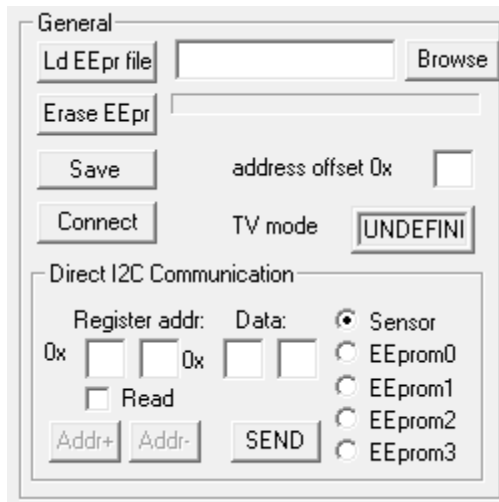 General
Ld EEpr file Browse
Erase EEpr
Save address offset 0x
Connect TV mode UNDEFINI
Direct I2C Communication
Register addr: Data: Sensor
0x 0x EEprom0
Read EEprom1
EEprom2
Addr+ Addr- SEND EEprom3